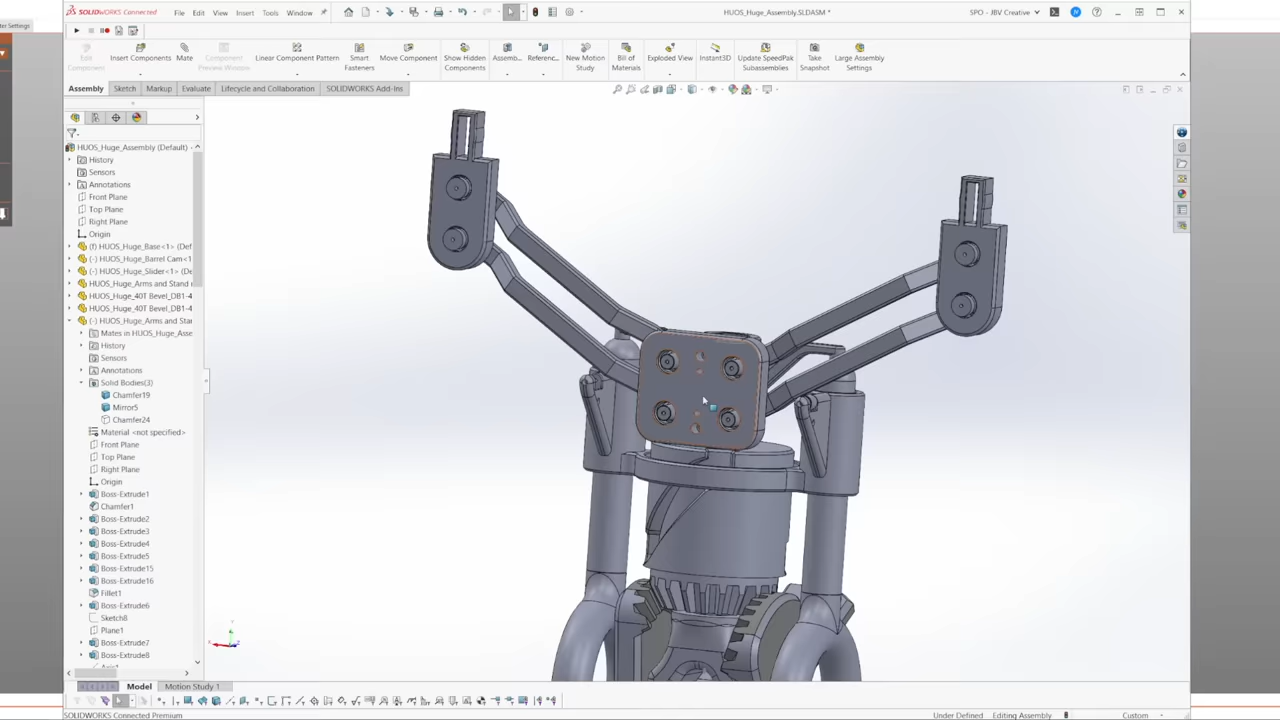 ter Settings
SOLIDWORKS Connected
File Edit View Insert Tools Window
HUOS_Huge_Assembly.SLDASM *
SPO - JBV Creative
Edit Component
Insert Components
Mate
Component Preview Window
Linear Component Pattern
Smart Fasteners
Move Component
Show Hidden Components
Assemb...
Referenc...
New Motion Study
Bill of Materials
Exploded View
Instant3D
Update SpeedPak Subassemblies
Take Snapshot
Large Assembly Settings
Assembly Sketch Markup Evaluate Lifecycle and Collaboration SOLIDWORKS Add-Ins
HUOS_Huge_Assembly (Default)
History
Sensors
Annotations
Front Plane
Top Plane
Right Plane
Origin
(f) HUOS_Huge_Base<1> (Def
(-) HUOS_Huge_Barrel Cam<1>
(-) HUOS_Huge_Slider<1> (De
HUOS_Huge_Arms and Stand
HUOS_Huge_40T Bevel_DB1-4
HUOS_Huge_40T Bevel_DB1-4
(-) HUOS_Huge_Arms and Stan
Mates in HUOS_Huge_Asse
History
Sensors
Annotations
Solid Bodies(3)
Chamfer19
Mirror5
Chamfer24
Material <not specified>
Front Plane
Top Plane
Right Plane
Origin
Boss-Extrude1
Chamfer1
Boss-Extrude2
Boss-Extrude3
Boss-Extrude4
Boss-Extrude5
Boss-Extrude15
Boss-Extrude16
Fillet1
Boss-Extrude6
Sketch8
Plane1
Boss-Extrude7
Boss-Extrude8
Model Motion Study 1
SOLIDWORKS Connected Premium
Under Defined Editing Assembly Custom